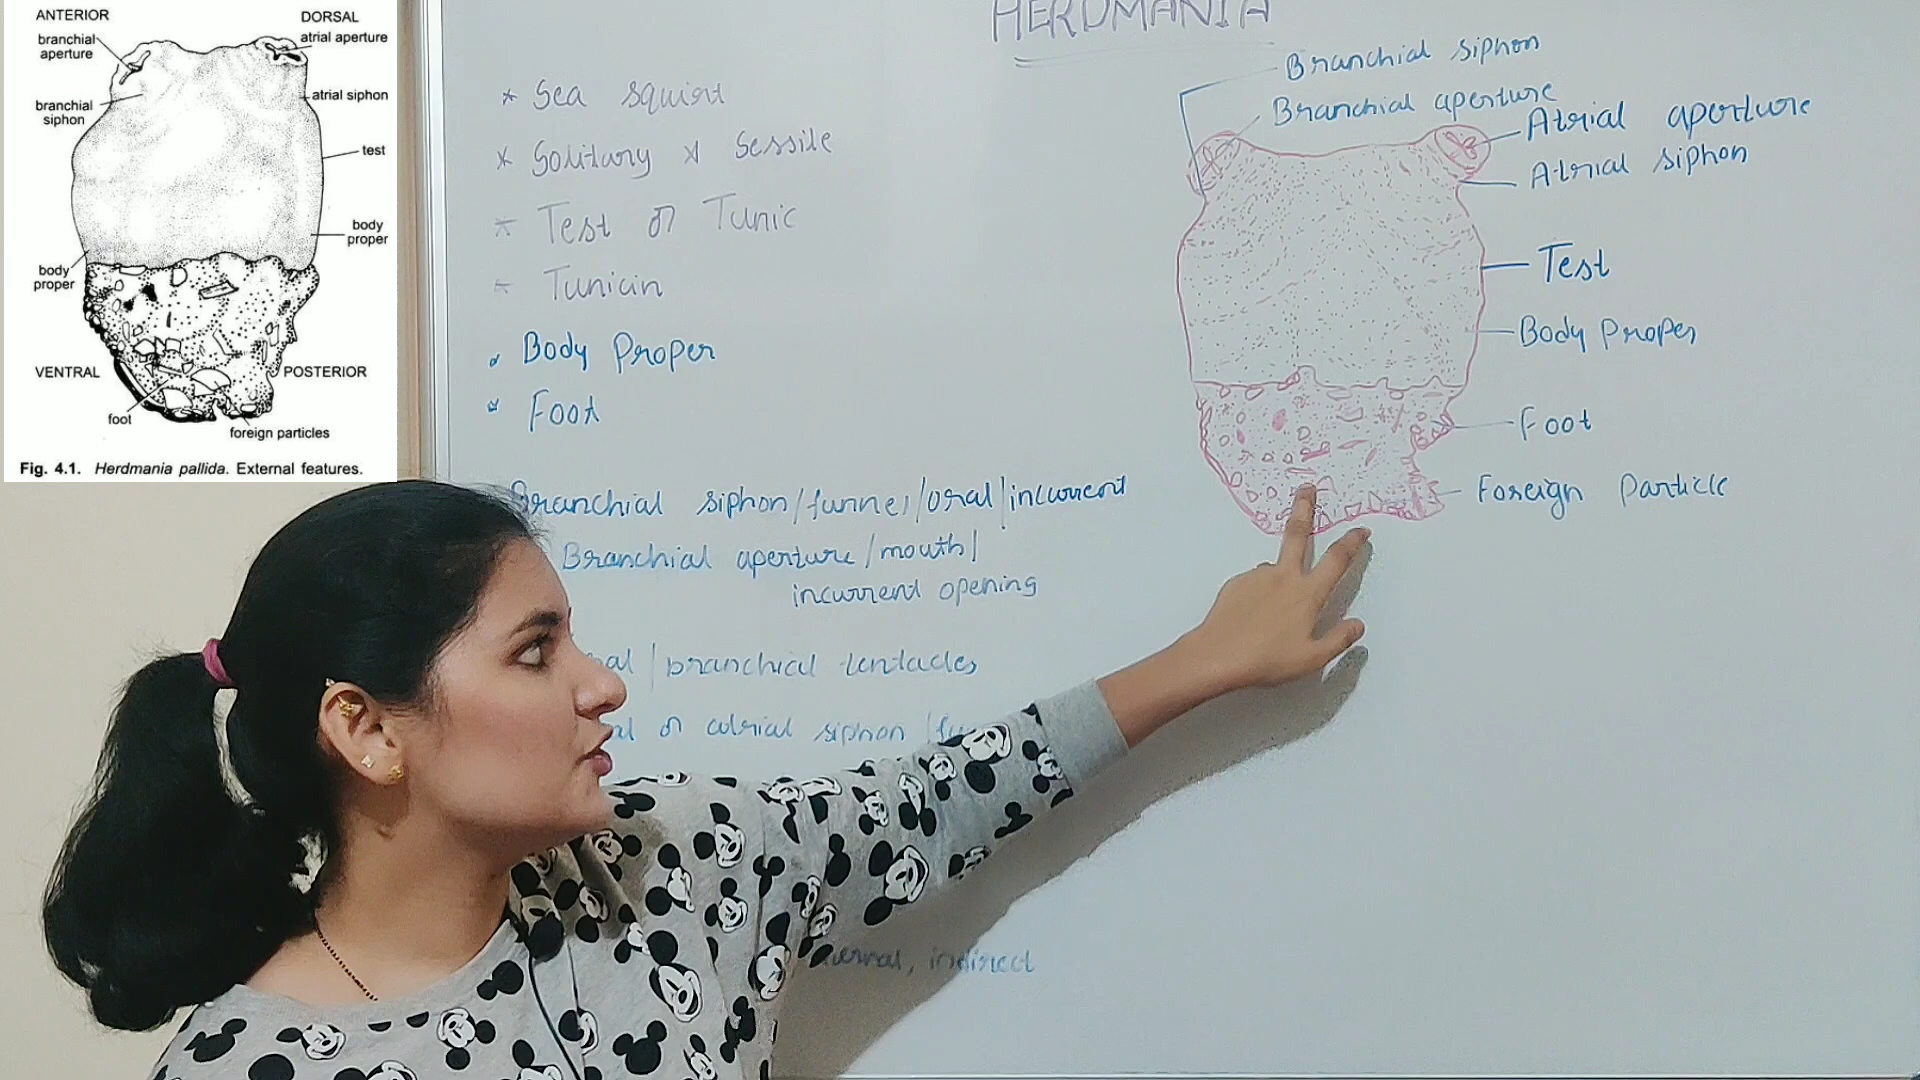 ANTERIOR
DORSAL
branchial
aperture
atrial aperture
branchial
siphon
atrial siphon
test
body
proper
body
proper
VENTRAL
POSTERIOR
foot
foreign particles
Fig. 4.1. Herdmania pallida. External features.
HERDMANIA
* Sea squirt
* Solitary & Sessile
* Test or Tunic
* Tunicin
Body Proper
Foot
Branchial siphon/funnel/oral/incurrent
Branchial aperture/mouth/
incurrent opening
/branchial tentacles
or atrial siphon
, indirect
Branchial siphon
Branchial aperture
Atrial aperture
Atrial siphon
Test
Body Proper
Foot
Foreign Particle